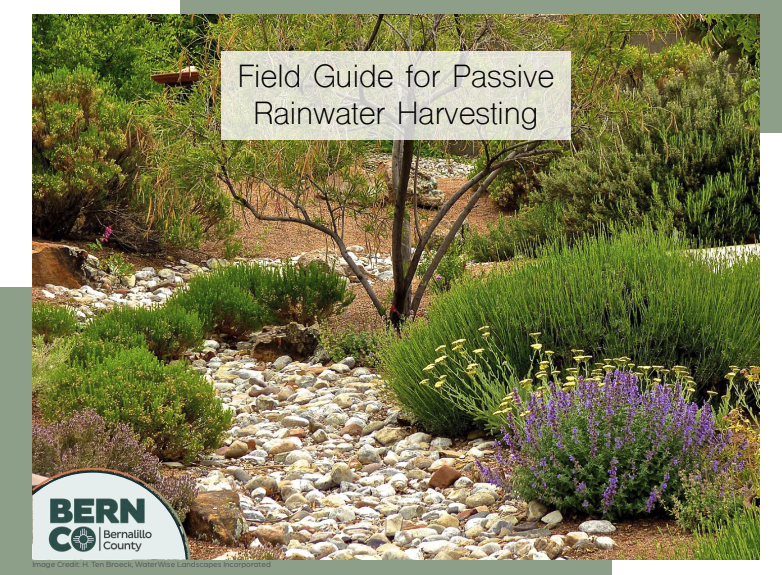 Field Guide for Passive
Rainwater Harvesting
BERN
CO
Bernalillo
County
Image Credit: H. Ten Broeck, WaterWise Landscapes Incorporated